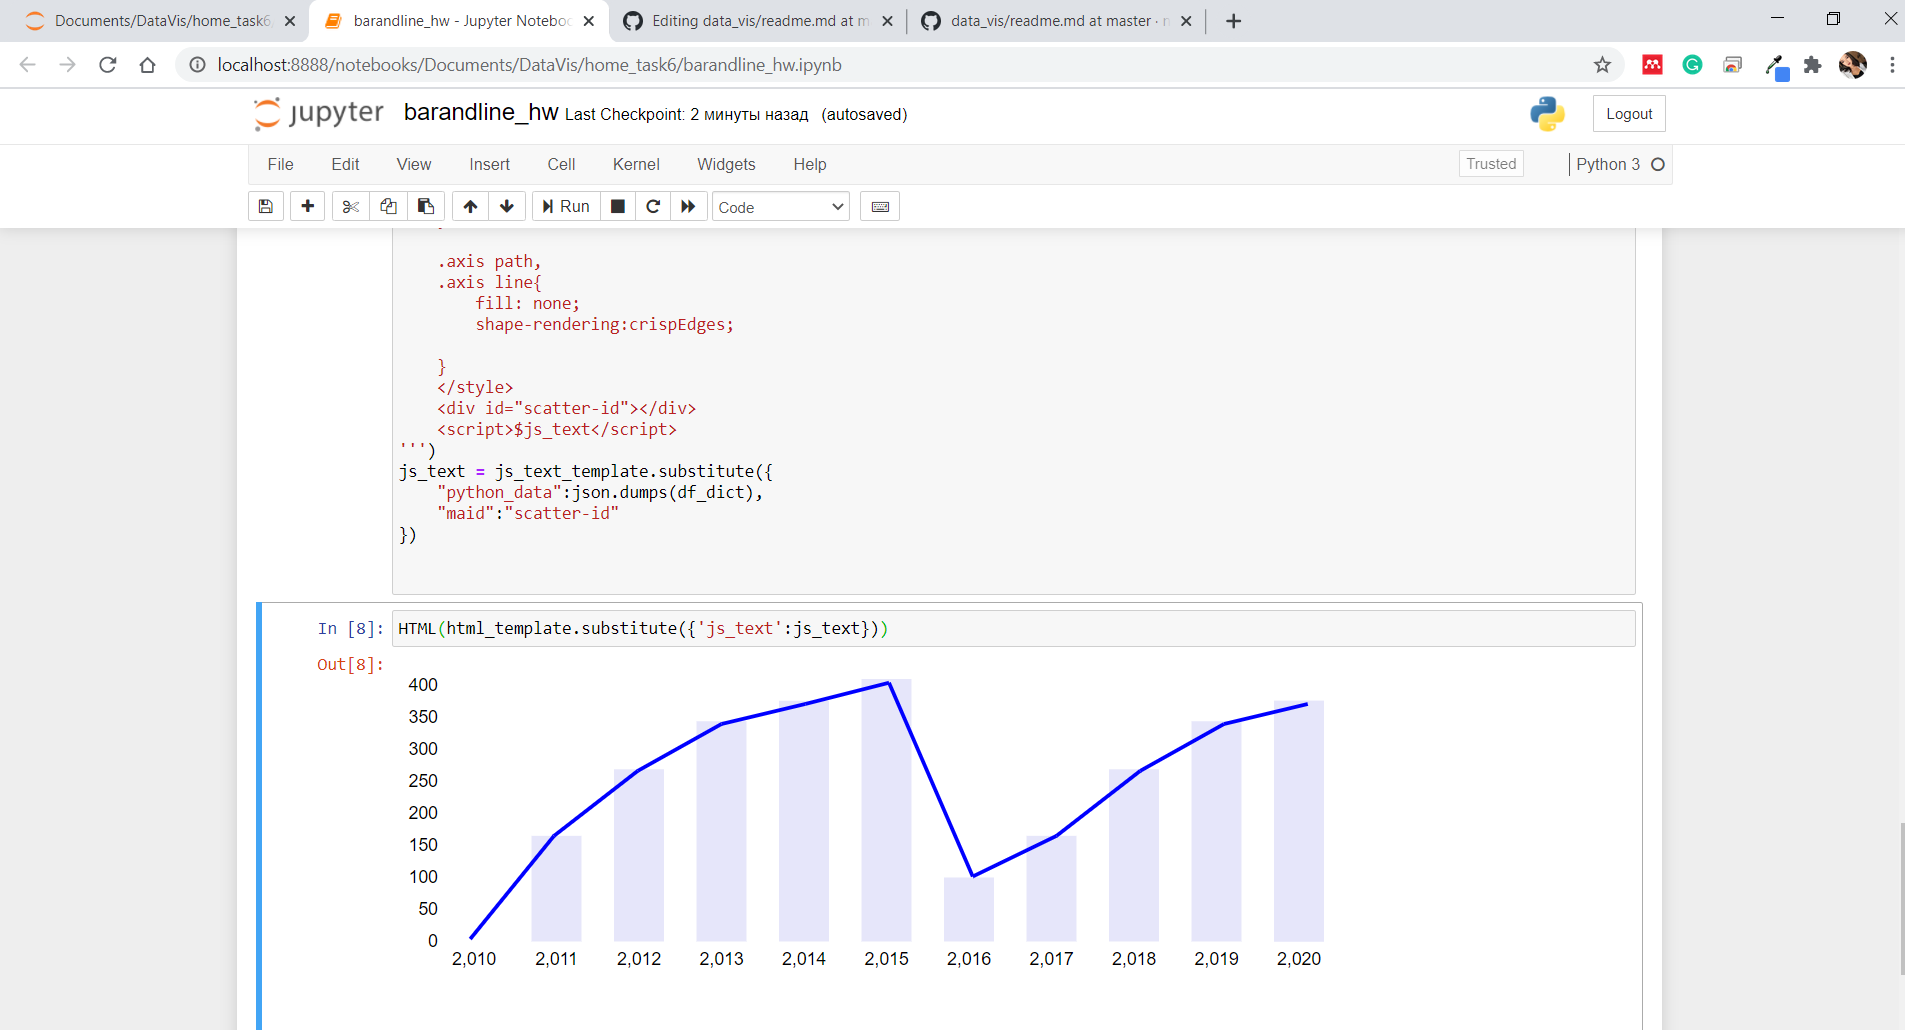 Documents/DataVis/home_task6
barandline_hw - Jupyter Noteboo
Editing data_vis/readme.md at m
data_vis/readme.md at master ·
localhost:8888/notebooks/Documents/DataVis/home_task6/barandline_hw.ipynb
jupyter barandline_hw Last Checkpoint: 2 минуты назад (autosaved)
Logout
File Edit View Insert Cell Kernel Widgets Help
Trusted
Python 3
Run
Code
.axis path,
.axis line{
fill: none;
shape-rendering:crispEdges;
}
</style>
<div id="scatter-id"></div>
<script>$js_text</script>
''')
js_text = js_text_template.substitute({
"python_data":json.dumps(df_dict),
"maid":"scatter-id"
})
In [8]: HTML(html_template.substitute({'js_text':js_text}))
Out[8]:
400
350
300
250
200
150
100
50
0
2,010 2,011 2,012 2,013 2,014 2,015 2,016 2,017 2,018 2,019 2,020